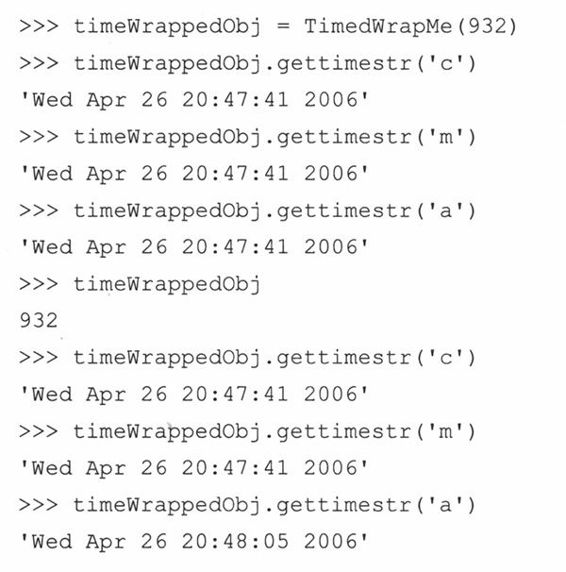 >>> timeWrappedObj = TimedWrapMe(932)
>>> timeWrappedObj.gettimestr('c')
'Wed Apr 26 20:47:41 2006'
>>> timeWrappedObj.gettimestr('m')
'Wed Apr 26 20:47:41 2006'
>>> timeWrappedObj.gettimestr('a')
'Wed Apr 26 20:47:41 2006'
>>> timeWrappedObj
932
>>> timeWrappedObj.gettimestr('c')
'Wed Apr 26 20:47:41 2006'
>>> timeWrappedObj.gettimestr('m')
'Wed Apr 26 20:47:41 2006'
>>> timeWrappedObj.gettimestr('a')
'Wed Apr 26 20:48:05 2006'